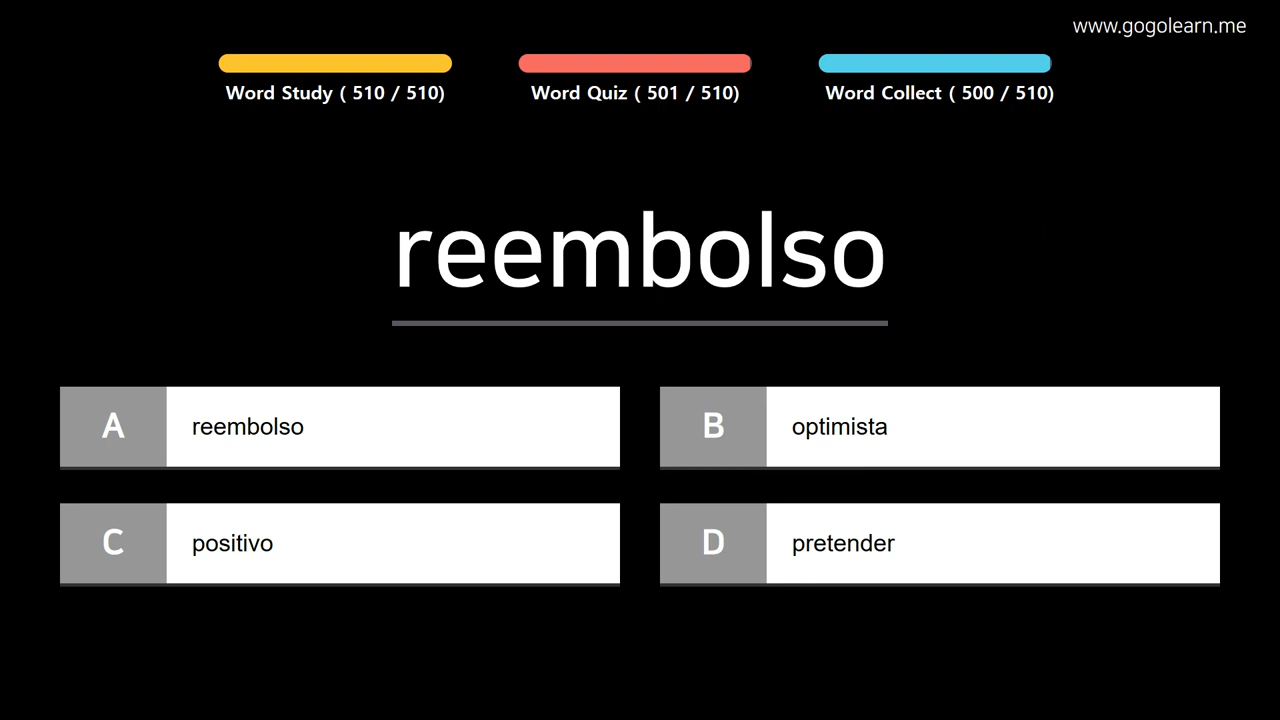 www.gogolearn.me
Word Study ( 510 / 510)
Word Quiz ( 501 / 510)
Word Collect ( 500 / 510)
reembolso
A
reembolso
B
optimista
C
positivo
D
pretender